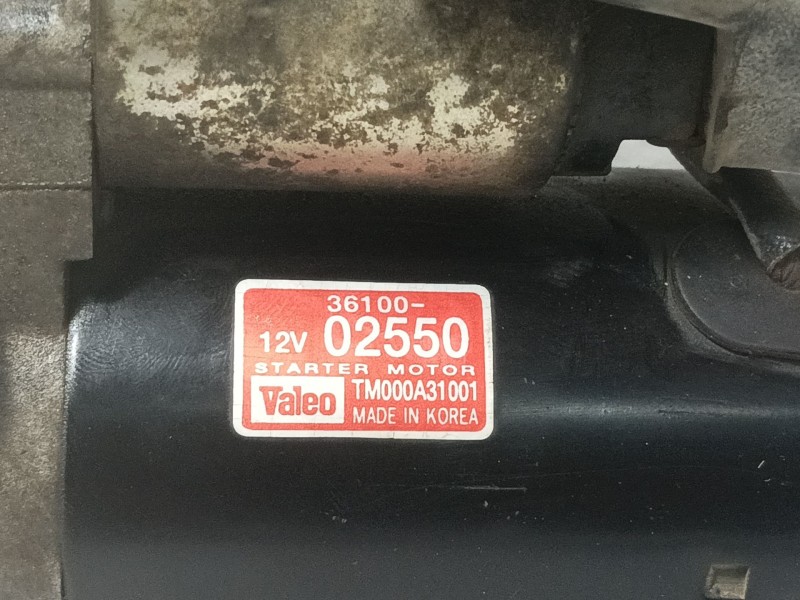 36100-
12V 02550
STARTER MOTOR
Valeo TM000A31001
MADE IN KOREA